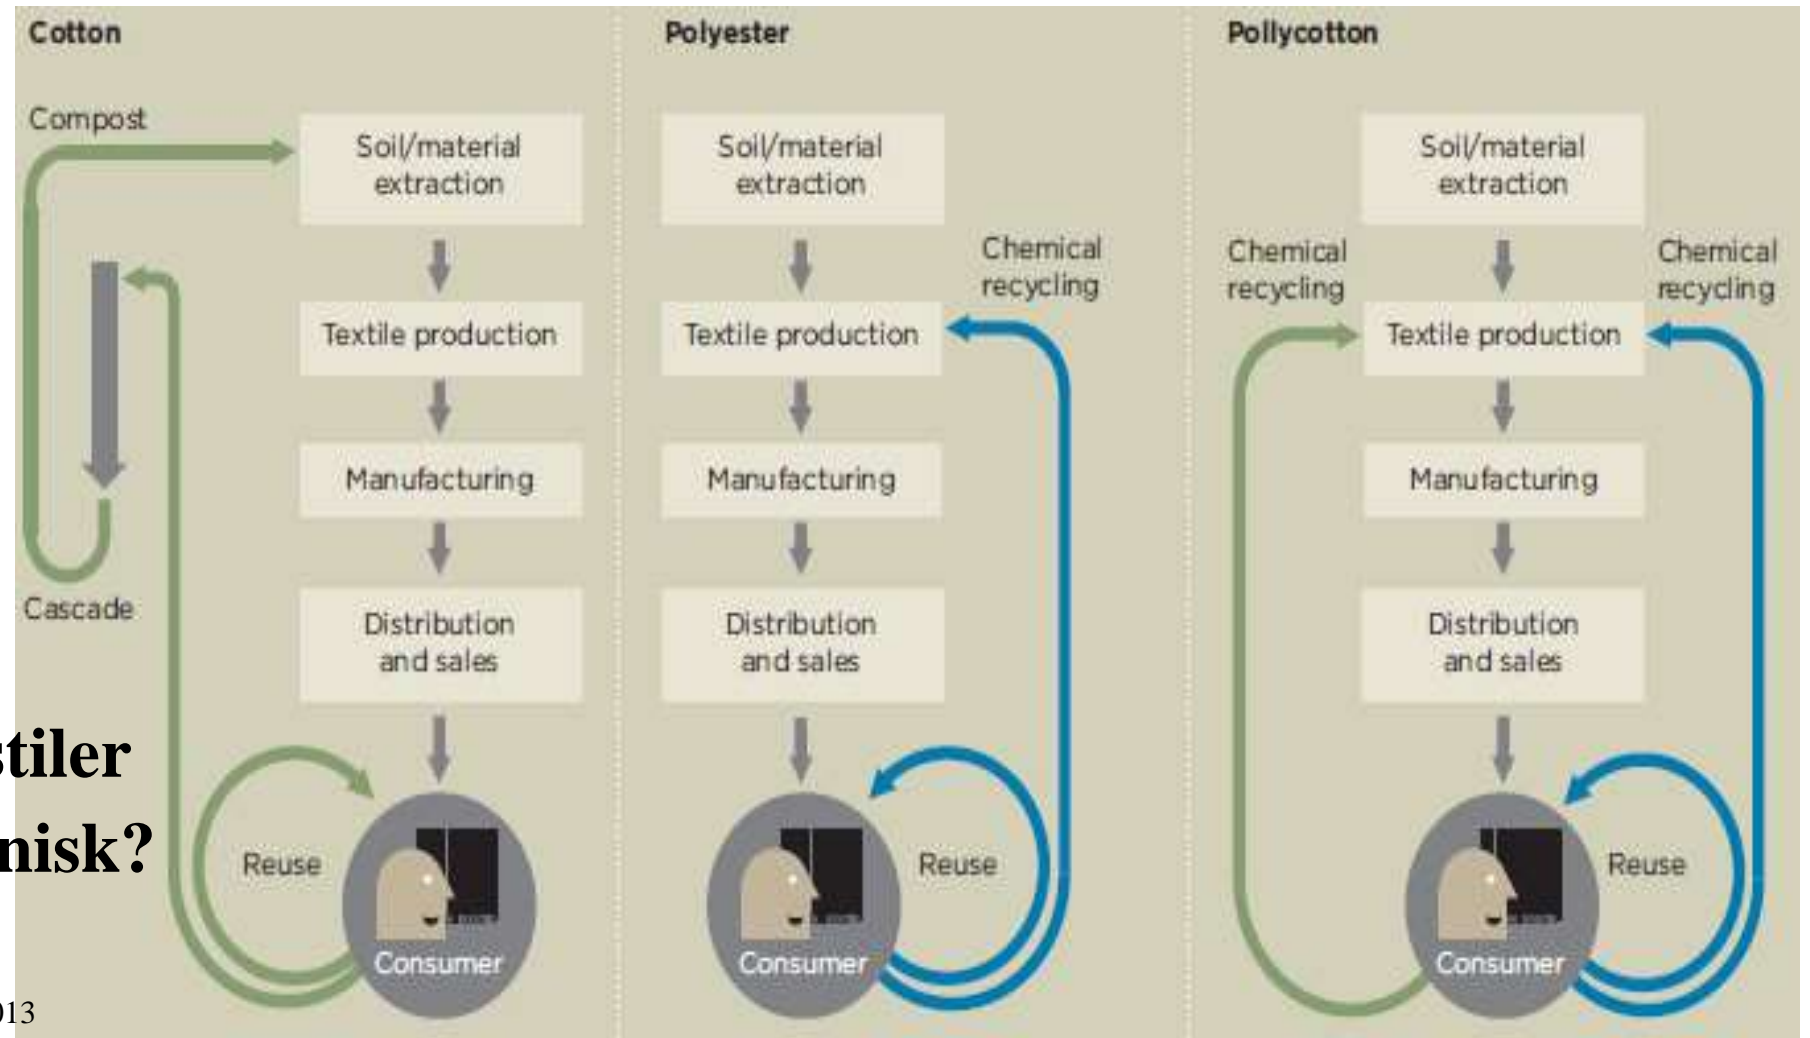 Cotton
Compost
Soil/material
extraction
Textile production
Manufacturing
Distribution
and sales
Cascade
Reuse
Consumer
Polyester
Soil/material
extraction
Chemical
recycling
Textile production
Manufacturing
Distribution
and sales
Reuse
Consumer
Pollycotton
Soil/material
extraction
Chemical
recycling
Chemical
recycling
Textile production
Manufacturing
Distribution
and sales
Reuse
Consumer
stiler
nisk?
013